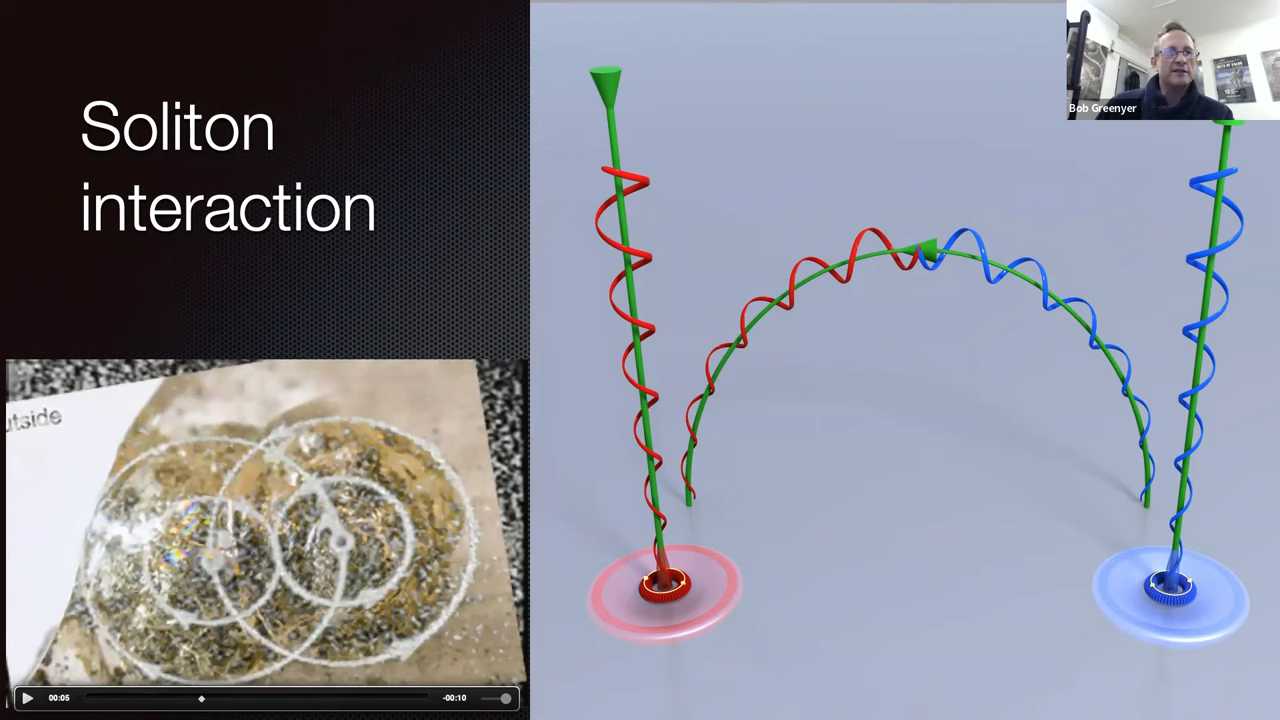 Soliton
interaction
Bob Greenyer
utside
00:05
-00:10